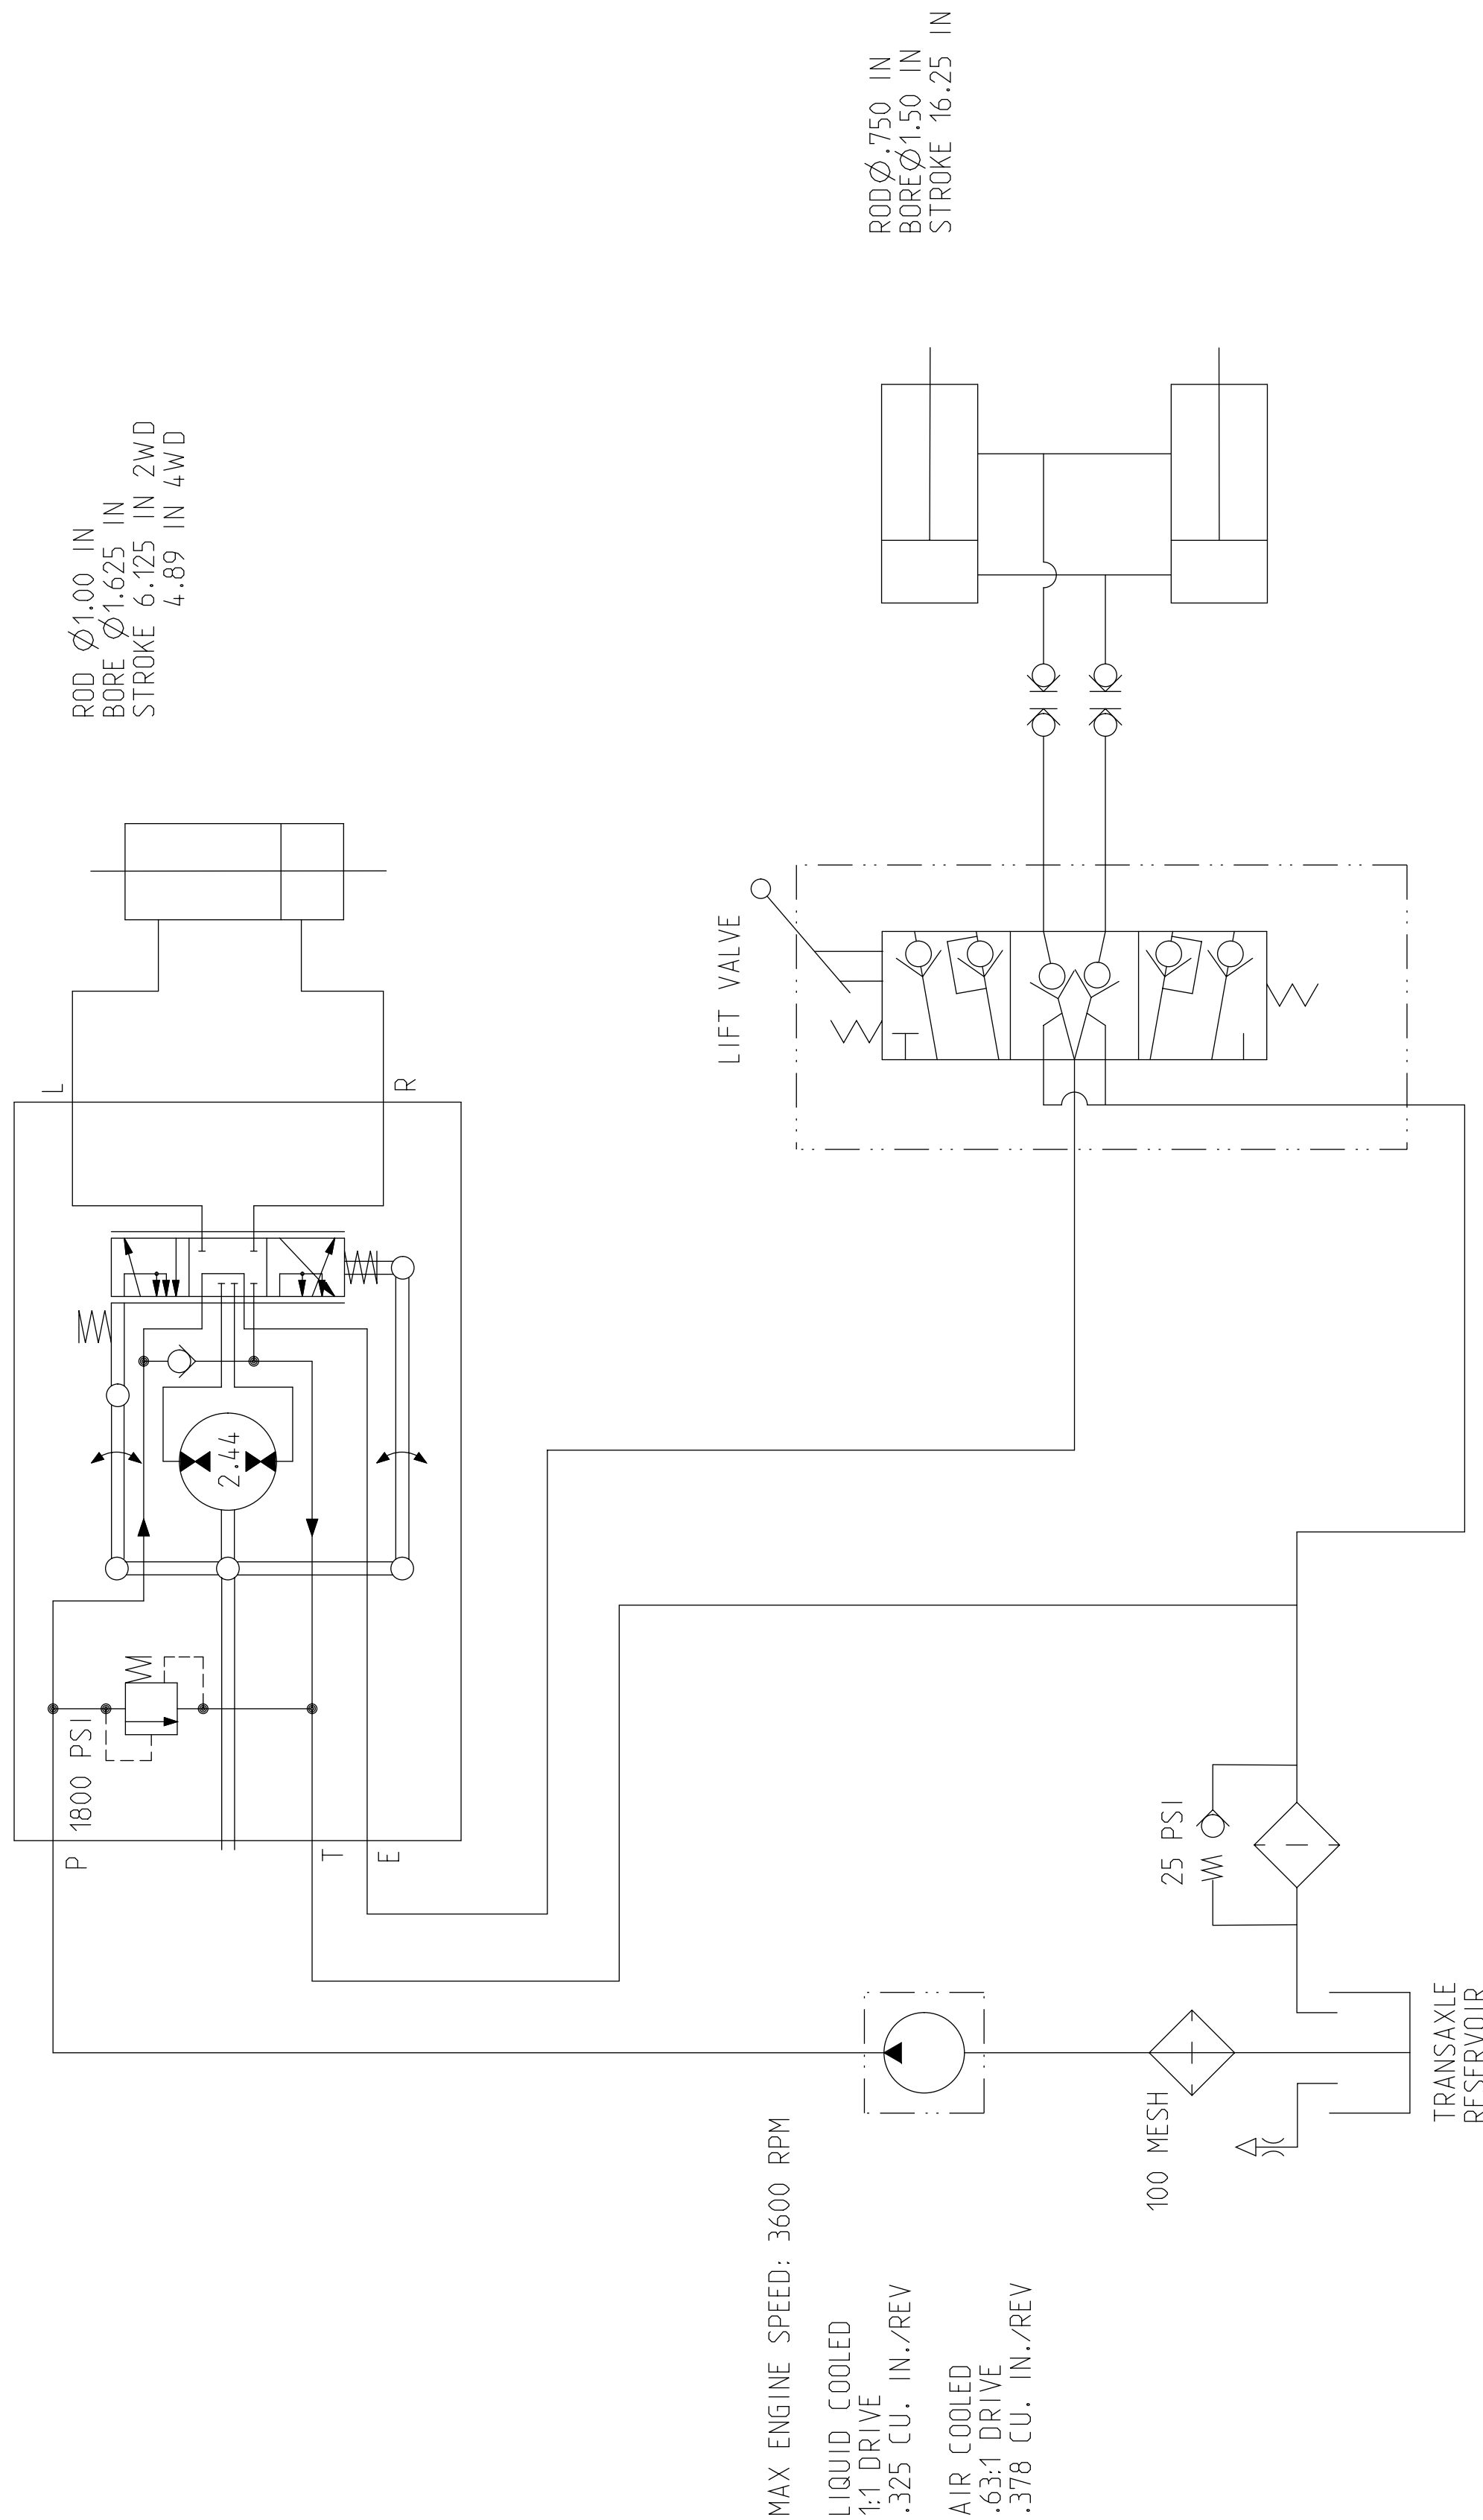 ROD Ø1.00 IN
BORE Ø1.625 IN
STROKE 6.125 IN 2WD
4.89 IN 4WD
L
R
2.44
1800 PSI
P
T
E
RODØ.750 IN
BOREØ1.50 IN
STROKE 16.25 IN
LIFT VALVE
25 PSI
100 MESH
TRANSAXLE
RESERVOIR
MAX ENGINE SPEED: 3600 RPM
LIQUID COOLED
1:1 DRIVE
.325 CU. IN./REV
AIR COOLED
.63:1 DRIVE
.378 CU. IN./REV